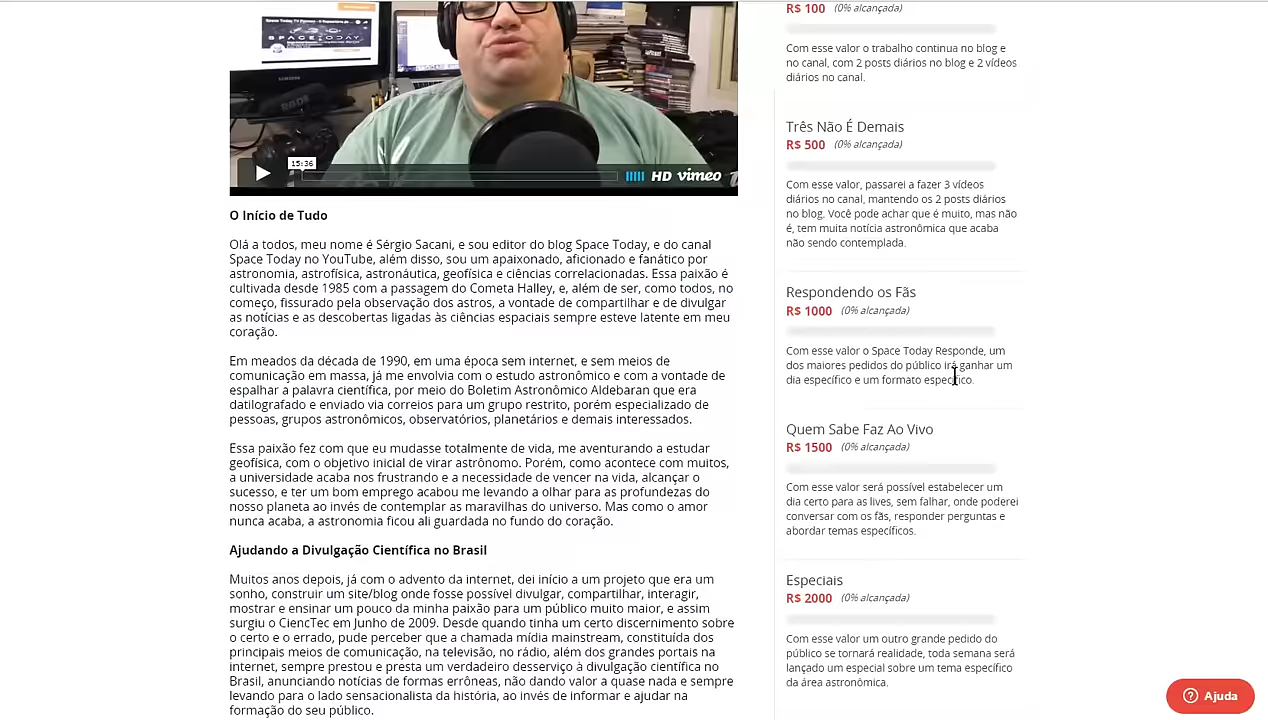 SPACETODAY
SAMSUNG
15:36
HD vimeo
O Início de Tudo
Olá a todos, meu nome é Sérgio Sacani, e sou editor do blog Space Today, e do canal
Space Today no YouTube, além disso, sou um apaixonado, aficionado e fanático por
astronomia, astrofísica, astronáutica, geofísica e ciências correlacionadas. Essa paixão é
cultivada desde 1985 com a passagem do Cometa Halley, e, além de ser, como todos, no
começo, fissurado pela observação dos astros, a vontade de compartilhar e de divulgar
as notícias e as descobertas ligadas às ciências espaciais sempre esteve latente em meu
coração.
Em meados da década de 1990, em uma época sem internet, e sem meios de
comunicação em massa, já me envolvia com o estudo astronômico e com a vontade de
espalhar a palavra científica, por meio do Boletim Astronômico Aldebaran que era
datilografado e enviado via correios para um grupo restrito, porém especializado de
pessoas, grupos astronômicos, observatórios, planetários e demais interessados.
Essa paixão fez com que eu mudasse totalmente de vida, me aventurando a estudar
geofísica, com o objetivo inicial de virar astrônomo. Porém, como acontece com muitos,
a universidade acaba nos frustrando e a necessidade de vencer na vida, alcançar o
sucesso, e ter um bom emprego acabou me levando a olhar para as profundezas do
nosso planeta ao invés de contemplar as maravilhas do universo. Mas como o amor
nunca acaba, a astronomia ficou ali guardada no fundo do coração.
Ajudando a Divulgação Científica no Brasil
Muitos anos depois, já com o advento da internet, dei início a um projeto que era um
sonho, construir um site/blog onde fosse possível divulgar, compartilhar, interagir,
mostrar e ensinar um pouco da minha paixão para um público muito maior, e assim
surgiu o CiencTec em Junho de 2009. Desde quando tinha um certo discernimento sobre
o certo e o errado, pude perceber que a chamada mídia mainstream, constituída dos
principais meios de comunicação, na televisão, no rádio, além dos grandes portais na
internet, sempre prestou e presta um verdadeiro desserviço à divulgação científica no
Brasil, anunciando notícias de formas errôneas, não dando valor a quase nada e sempre
levando para o lado sensacionalista da história, ao invés de informar e ajudar na
formação do seu público.
R$ 100 (0% alcançada)
Com esse valor o trabalho continua no blog e
no canal, com 2 posts diários no blog e 2 vídeos
diários no canal.
Três Não É Demais
R$ 500 (0% alcançada)
Com esse valor, passarei a fazer 3 vídeos
diários no canal, mantendo os 2 posts diários
no blog. Você pode achar que é muito, mas não
é, tem muita notícia astronômica que acaba
não sendo contemplada.
Respondendo os Fãs
R$ 1000 (0% alcançada)
Com esse valor o Space Today Responde, um
dos maiores pedidos do público irá ganhar um
dia específico e um formato específico.
Quem Sabe Faz Ao Vivo
R$ 1500 (0% alcançada)
Com esse valor será possível estabelecer um
dia certo para as lives, sem falhar, onde poderei
conversar com os fãs, responder perguntas e
abordar temas específicos.
Especiais
R$ 2000 (0% alcançada)
Com esse valor um outro grande pedido do
público se tornará realidade, toda semana será
lançado um especial sobre um tema específico
da área astronômica.
Ajuda